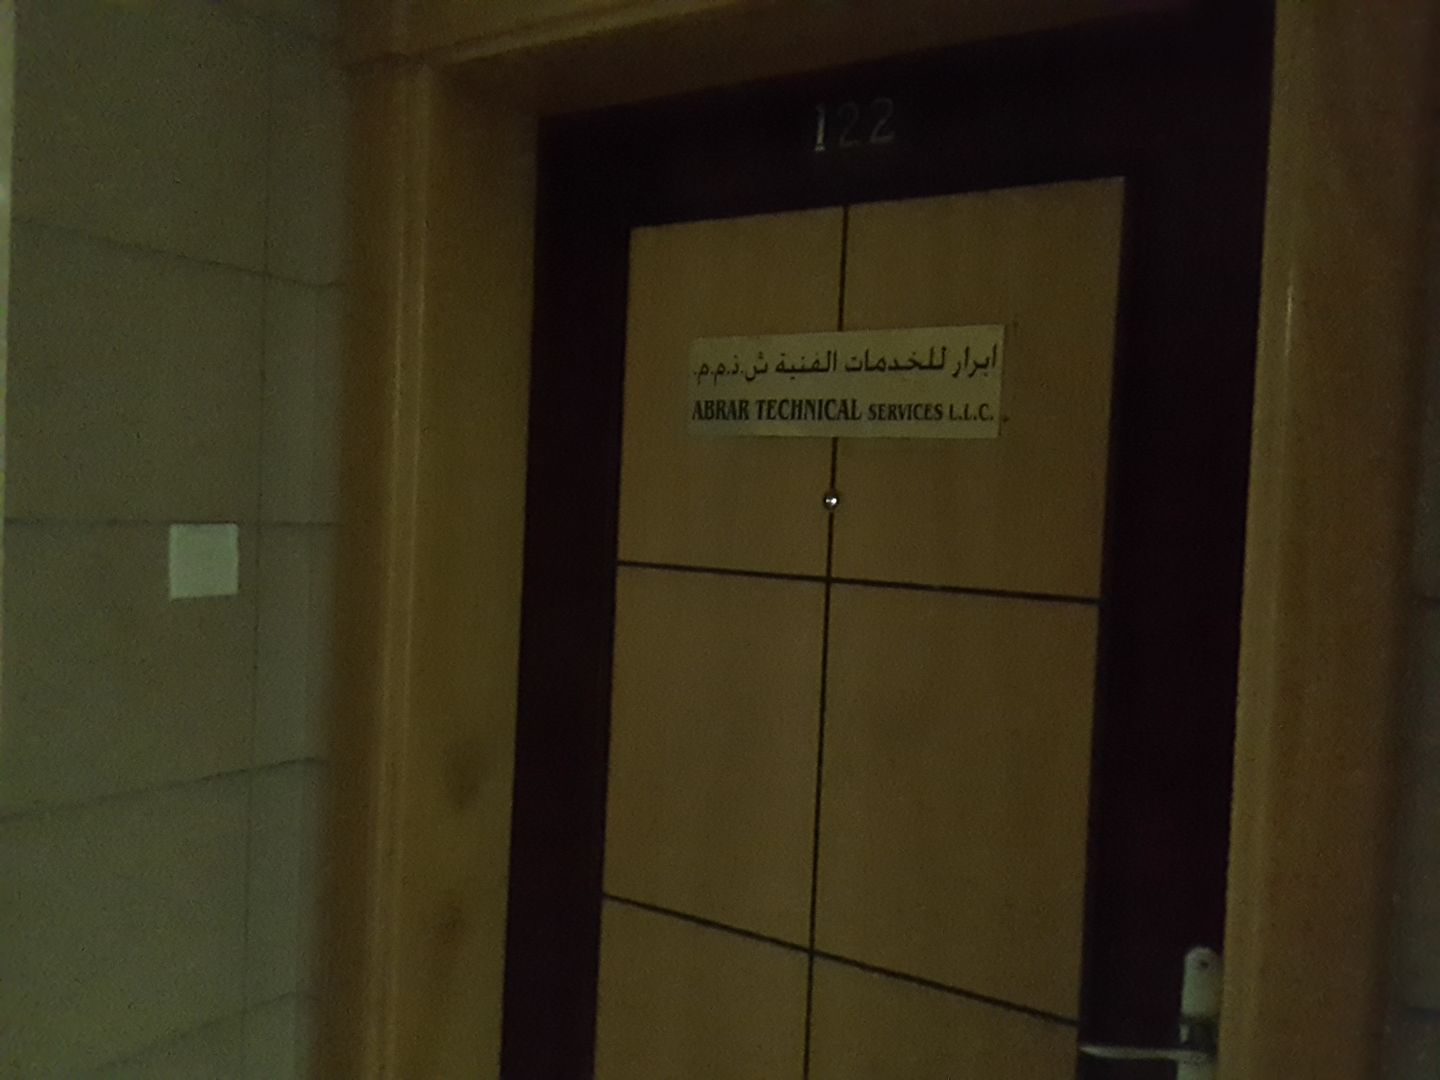 122
ابرار للخدمات الفنية ش.ذ.م.م.
ABRAR TECHNICAL SERVICES L.L.C.